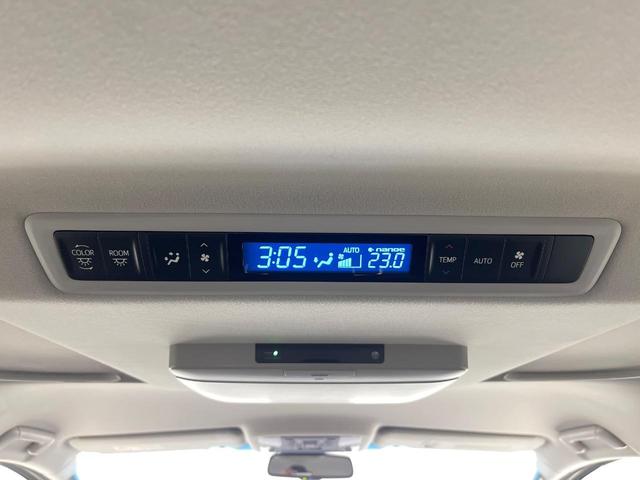 COLOR
ROOM
3:05
AUTO
nanoe
23.0
TEMP
AUTO
OFF